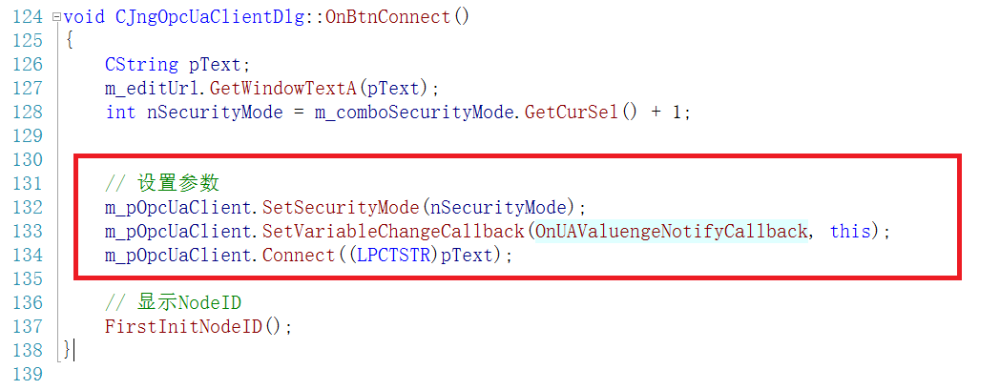 124 void CJngOpcUaClientDlg::OnBtnConnect()
125 {
126 CString pText;
127 m_editUrl.GetWindowTextA(pText);
128 int nSecurityMode = m_comboSecurityMode.GetCurSel() + 1;
129
130
131 // 设置参数
132 m_pOpcUaClient.SetSecurityMode(nSecurityMode);
133 m_pOpcUaClient.SetVariableChangeCallback(OnUAValuengeNotifyCallback, this);
134 m_pOpcUaClient.Connect((LPCTSTR)pText);
135
136 // 显示NodeID
137 FirstInitNodeID();
138 }
139